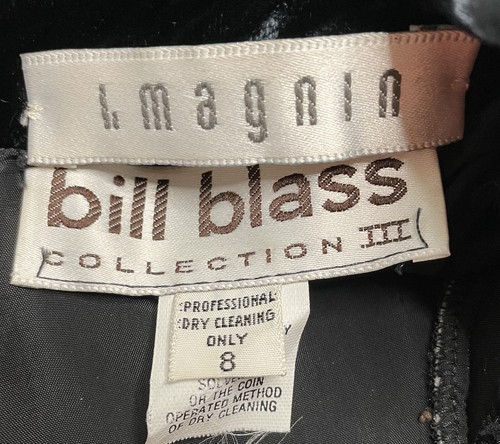 I. magnin
bill blass
COLLECTION III
PROFESSIONAL
DRY CLEANING
ONLY
8
OR THE COIN
OPERATED METHOD
OF DRY CLEANING